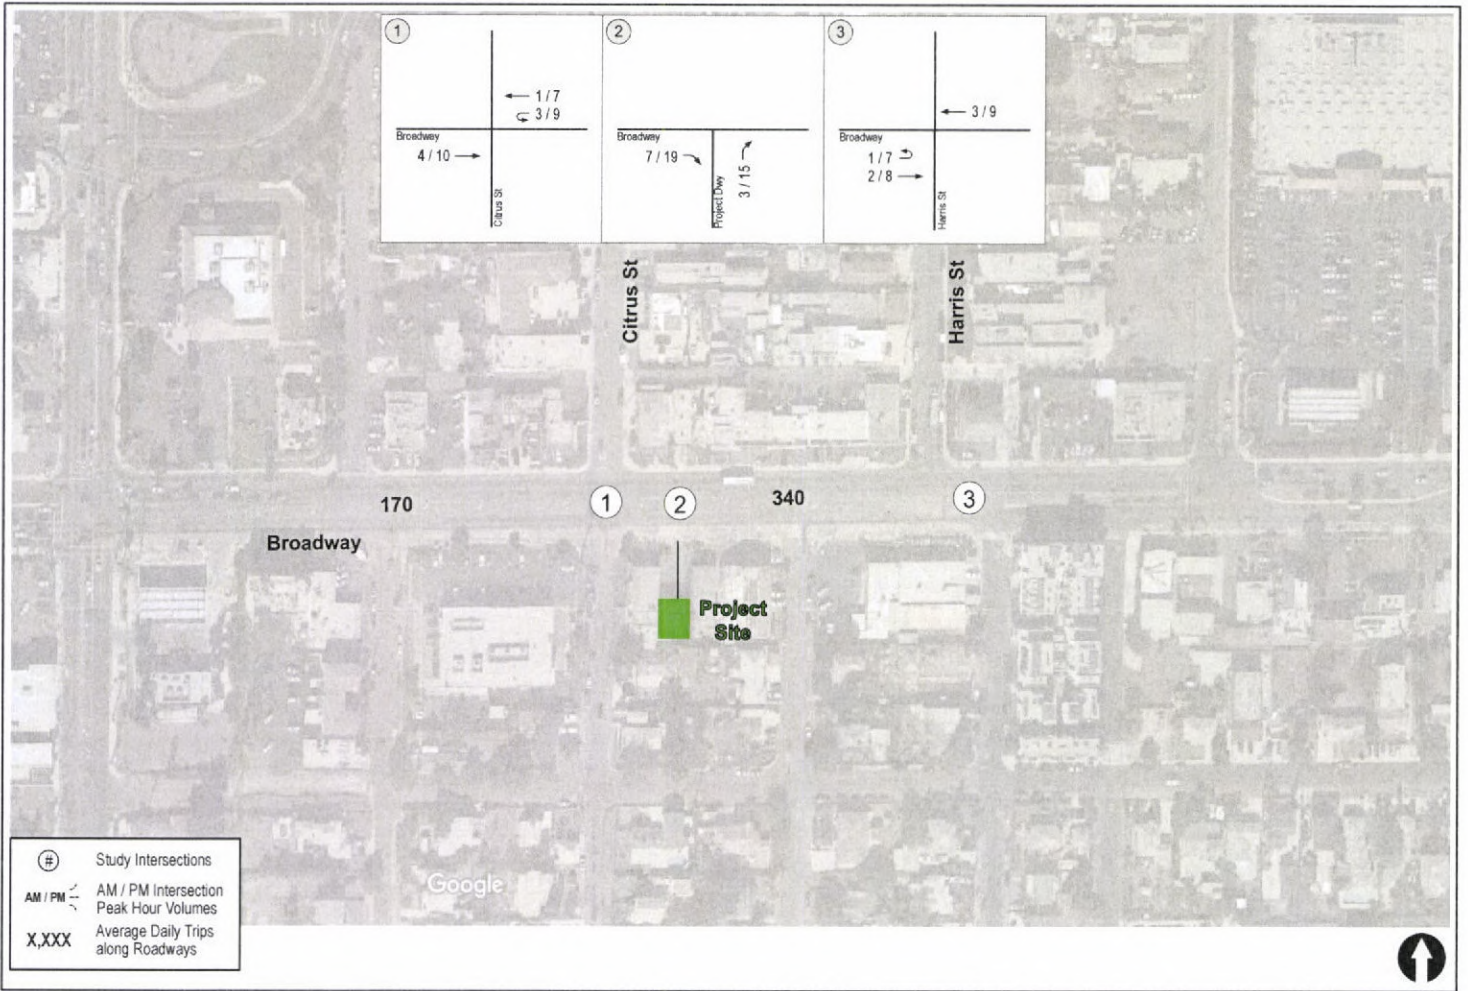 1
1 / 7
3 / 9
Broadway
4 / 10
Citrus St
2
Broadway
7 / 19
3 / 15
Project Dwy
3
3 / 9
Broadway
1 / 7
2 / 8
Harris St
Citrus St
Harris St
170
1
2
340
3
Broadway
Project
Site
Google
#
Study Intersections
AM / PM
AM / PM Intersection
Peak Hour Volumes
X,XXX
Average Daily Trips
along Roadways